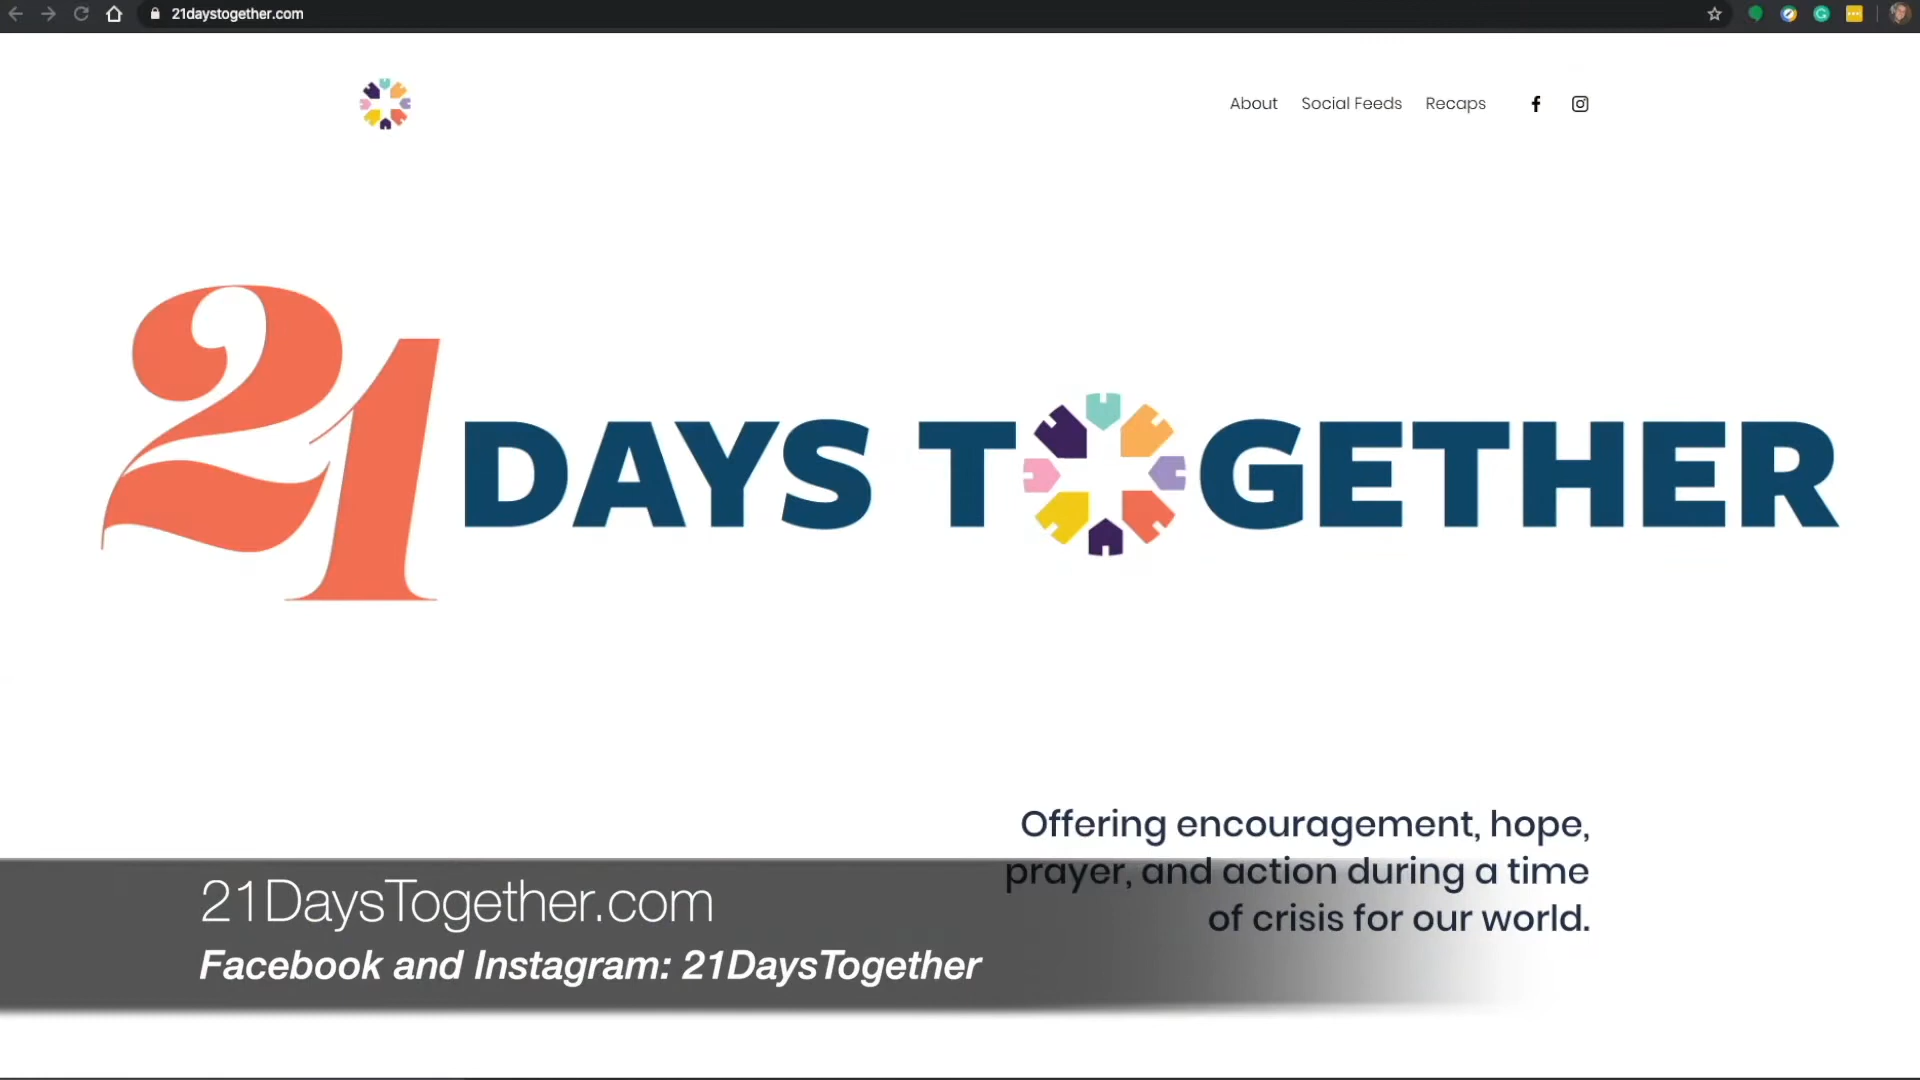 21daystogether.com
About Social Feeds Recaps
21 DAYS TOGETHER
Offering encouragement, hope,
prayer, and action during a time
of crisis for our world.
21DaysTogether.com
Facebook and Instagram: 21DaysTogether